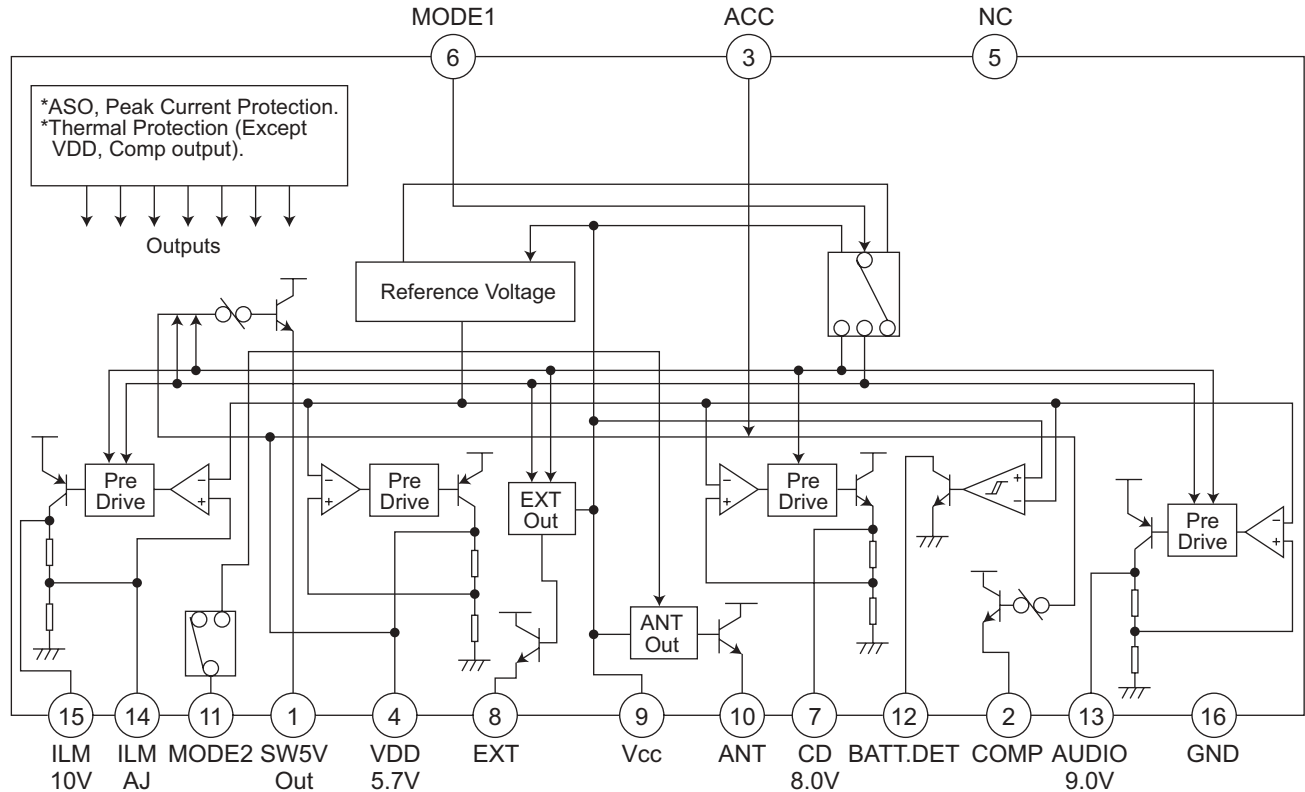 MODE1
ACC
NC
6
3
5
*ASO, Peak Current Protection.
*Thermal Protection (Except
VDD, Comp output).
Outputs
Reference Voltage
Pre
Drive
-
+
-
+
Pre
Drive
EXT
Out
-
+
Pre
Drive
+
-
Pre
Drive
-
+
ANT
Out
15
14
11
1
4
8
9
10
7
12
2
13
16
ILM
10V
ILM
AJ
MODE2
SW5V
Out
VDD
5.7V
EXT
Vcc
ANT
CD
8.0V
BATT.DET
COMP
AUDIO
9.0V
GND